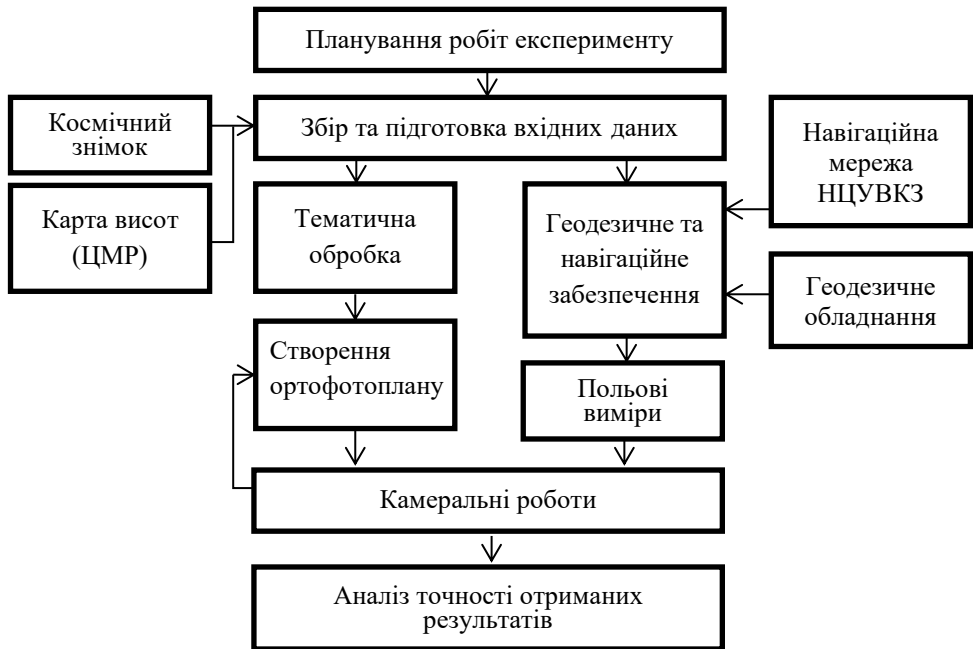 Планування робіт експерименту
Космічний
знімок
Збір та підготовка вхідних даних
Навігаційна
мережа
НЦУВКЗ
Карта висот
(ЦМР)
Тематична
обробка
Геодезичне та
навігаційне
забезпечення
Геодезичне
обладнання
Створення
ортофотоплану
Польові
виміри
Камеральні роботи
Аналіз точності отриманих
результатів